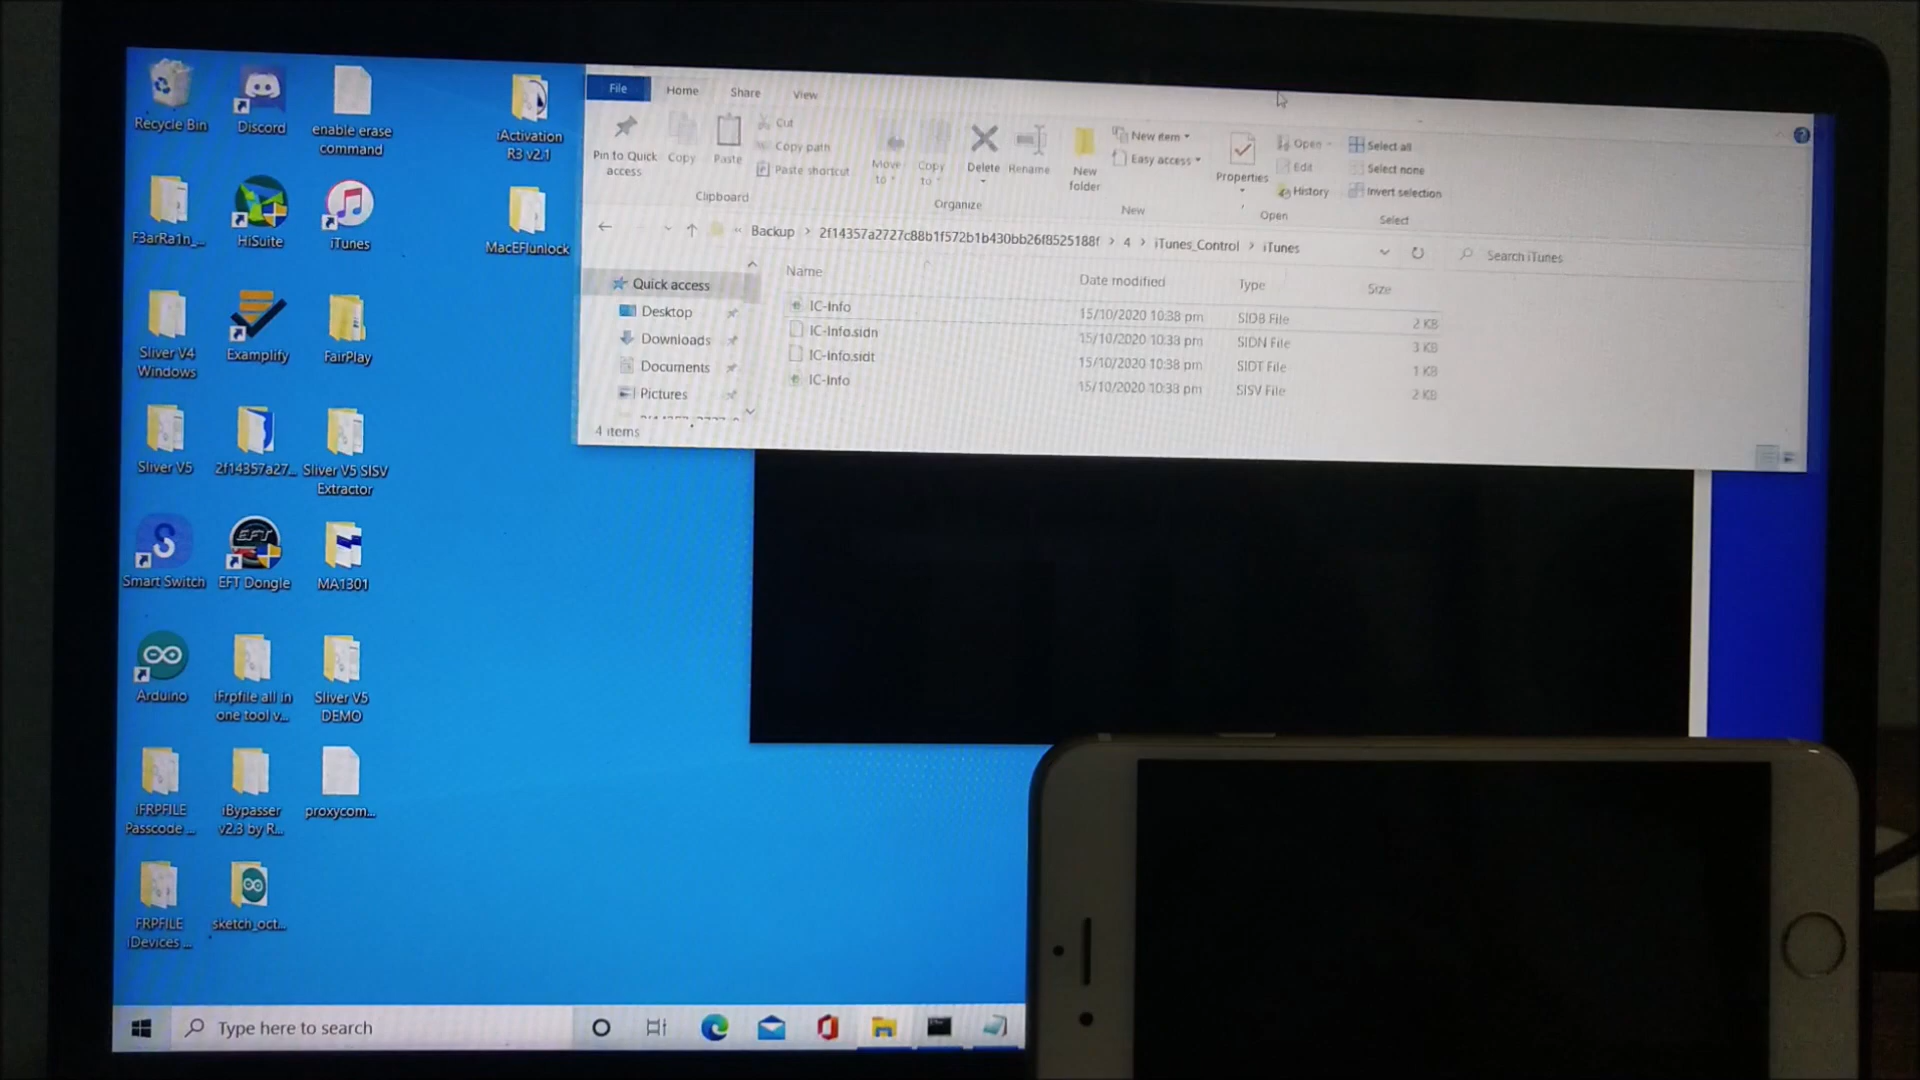 Recycle Bin
Discord
enable erase
command
iActivation
R3 v2.1
F3arRa1n_...
HiSuite
iTunes
MacEFIunlock
Sliver V4
Windows
Examplify
FairPlay
Sliver V5
2f14357a27...
Sliver V5 SISV
Extractor
Smart Switch
EFT Dongle
MA1301
Arduino
iFrpfile all in
one tool v...
Sliver V5
DEMO
iFRPFILE
Passcode ...
iBypasser
v2.3 by R...
proxycom...
FRPFILE
iDevices ...
sketch_oct...
File
Home
Share
View
Pin to Quick
access
Copy
Paste
Cut
Copy path
Paste shortcut
Clipboard
Move
to
Copy
to
Delete
Rename
Organize
New
folder
New item
Easy access
New
Properties
Open
Edit
History
Open
Select all
Select none
Invert selection
Select
« Backup > 2f14357a2727c88b1f572b1b430bb26f8525188f > 4 > iTunes_Control > iTunes
Search iTunes
Quick access
Desktop
Downloads
Documents
Pictures
Name Date modified Type Size
IC-Info 15/10/2020 10:38 pm SIDB File 2 KB
IC-Info.sidn 15/10/2020 10:38 pm SIDN File 3 KB
IC-Info.sidt 15/10/2020 10:38 pm SIDT File 1 KB
IC-Info 15/10/2020 10:38 pm SISV File 2 KB
4 items
Type here to search